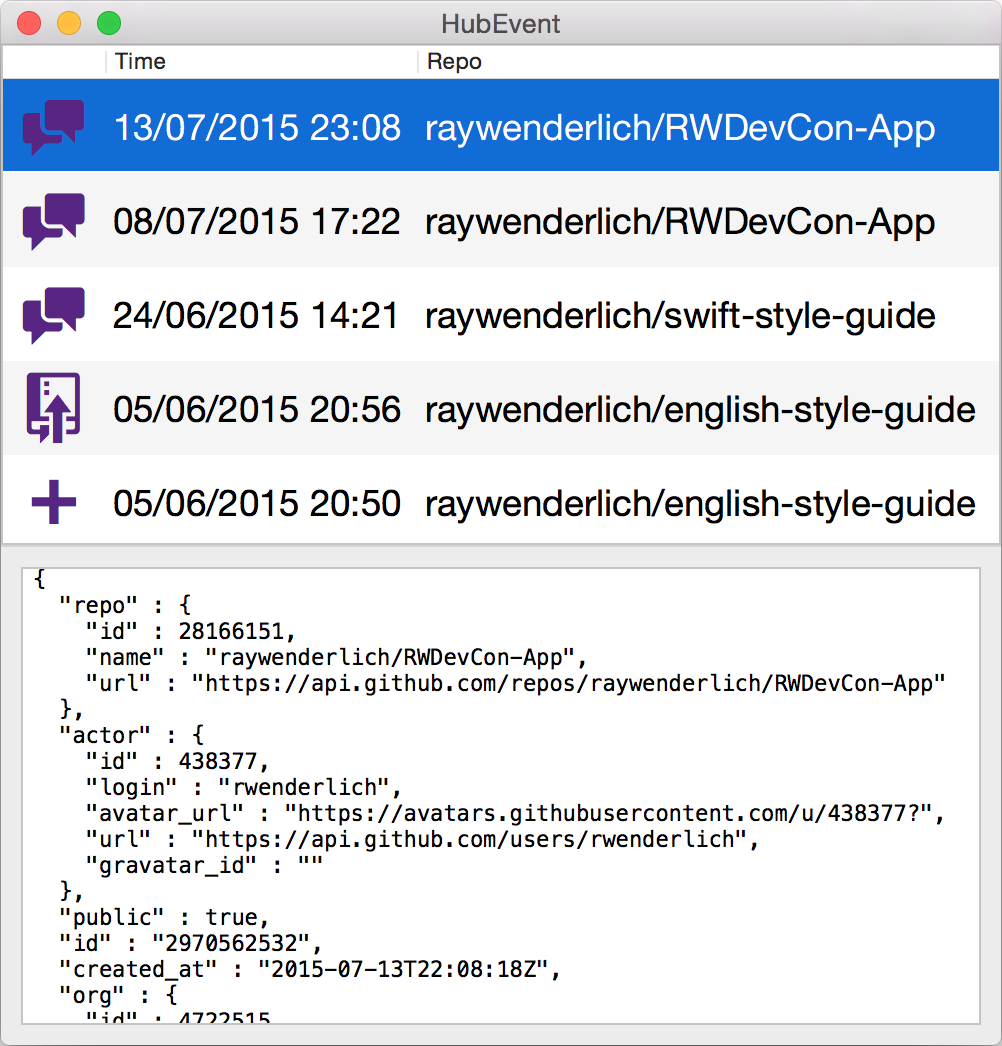 HubEvent
Time Repo
13/07/2015 23:08 raywenderlich/RWDevCon-App
08/07/2015 17:22 raywenderlich/RWDevCon-App
24/06/2015 14:21 raywenderlich/swift-style-guide
05/06/2015 20:56 raywenderlich/english-style-guide
05/06/2015 20:50 raywenderlich/english-style-guide
{
  "repo" : {
    "id" : 28166151,
    "name" : "raywenderlich/RWDevCon-App",
    "url" : "https://api.github.com/repos/raywenderlich/RWDevCon-App"
  },
  "actor" : {
    "id" : 438377,
    "login" : "rwenderlich",
    "avatar_url" : "https://avatars.githubusercontent.com/u/438377?",
    "url" : "https://api.github.com/users/rwenderlich",
    "gravatar_id" : ""
  },
  "public" : true,
  "id" : "2970562532",
  "created_at" : "2015-07-13T22:08:18Z",
  "org" : {
    "id" : 4722515